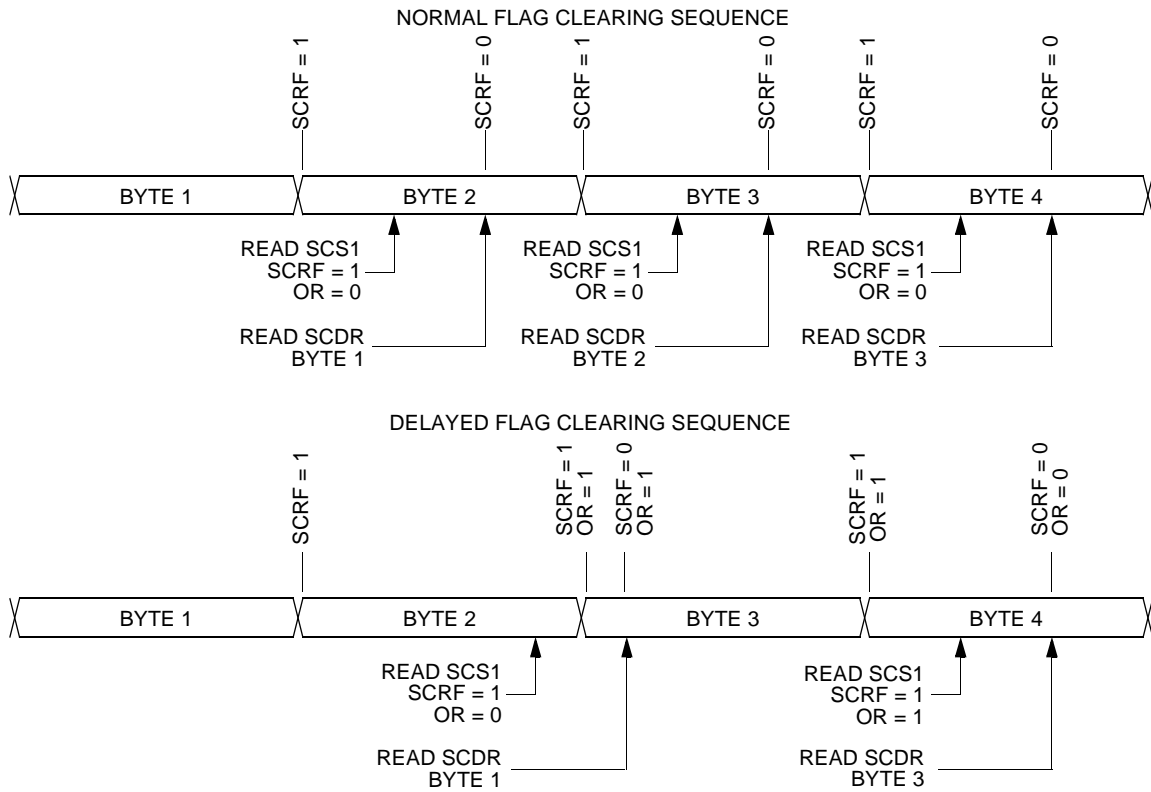 NORMAL FLAG CLEARING SEQUENCE
SCRF = 1
SCRF = 0
SCRF = 1
SCRF = 0
SCRF = 1
SCRF = 0
BYTE 1
BYTE 2
BYTE 3
BYTE 4
READ SCS1
SCRF = 1
OR = 0
READ SCS1
SCRF = 1
OR = 0
READ SCS1
SCRF = 1
OR = 0
READ SCDR
BYTE 1
READ SCDR
BYTE 2
READ SCDR
BYTE 3
DELAYED FLAG CLEARING SEQUENCE
SCRF = 1
SCRF = 1
OR = 1
SCRF = 0
OR = 1
SCRF = 1
OR = 1
SCRF = 0
OR = 0
BYTE 1
BYTE 2
BYTE 3
BYTE 4
READ SCS1
SCRF = 1
OR = 0
READ SCS1
SCRF = 1
OR = 1
READ SCDR
BYTE 1
READ SCDR
BYTE 3